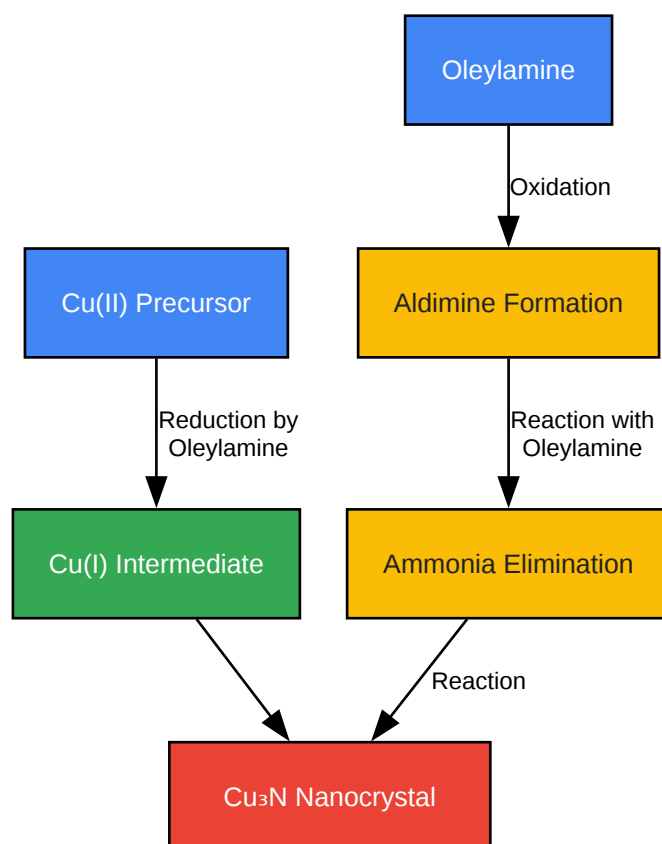 Oleylamine
Oxidation
Cu(II) Precursor
Aldimine Formation
Reduction by
Oleylamine
Reaction with
Oleylamine
Cu(I) Intermediate
Ammonia Elimination
Reaction
Cu₃N Nanocrystal